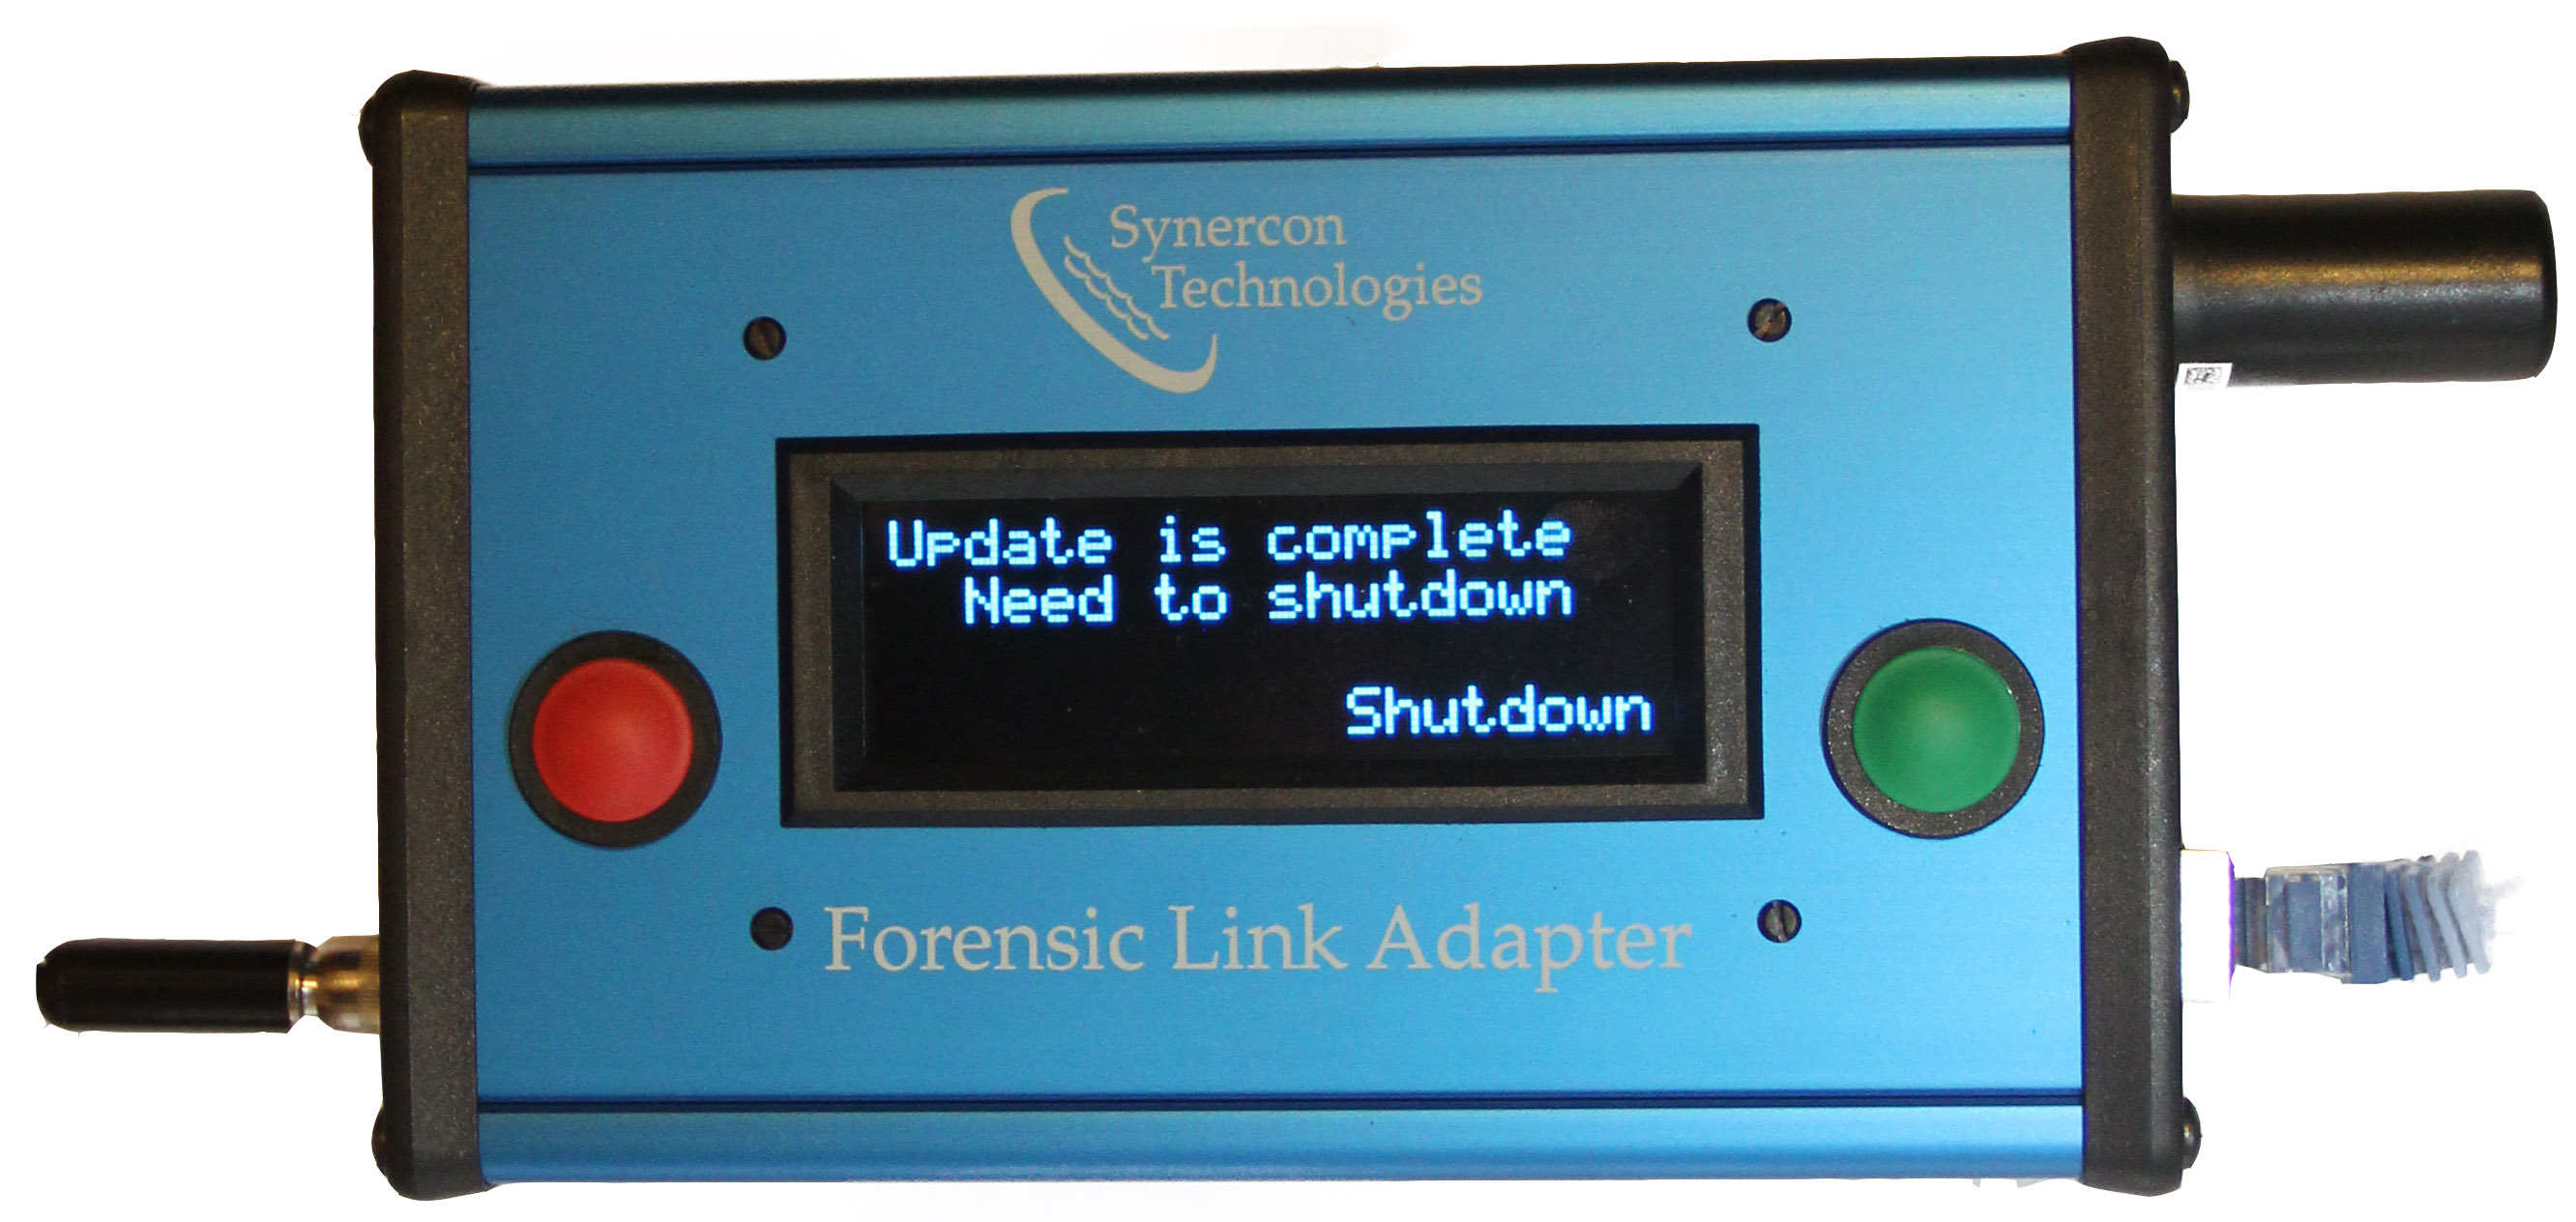 Synercon
Technologies
Update is complete
Need to shutdown
Shutdown
Forensic Link Adapter